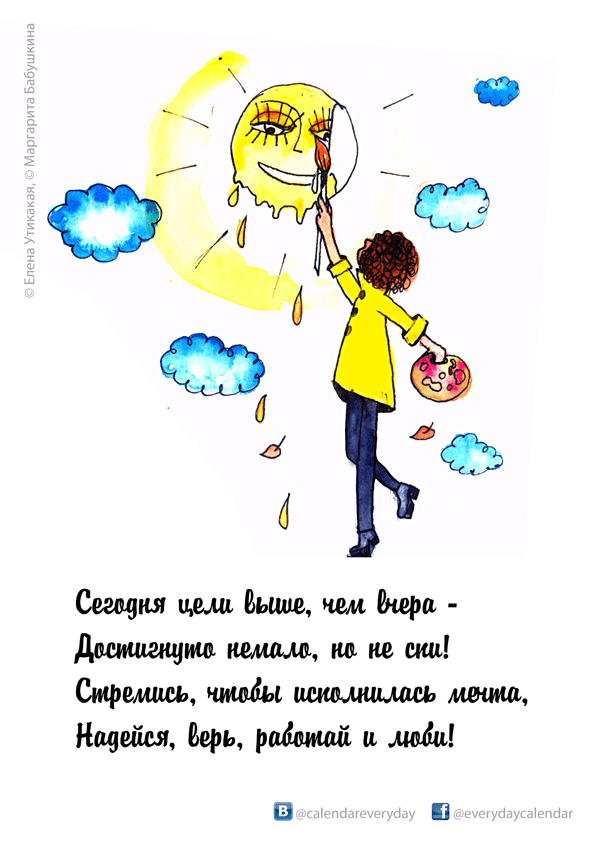 © Елена Утикакая, © Маргарита Бабушкина
Сегодня цели выше, чем вчера -
Достигнуто немало, но не спи!
Стремись, чтобы исполнилась мечта,
Надейся, верь, работай и люби!
B @calendareveryday f @everydaycalendar